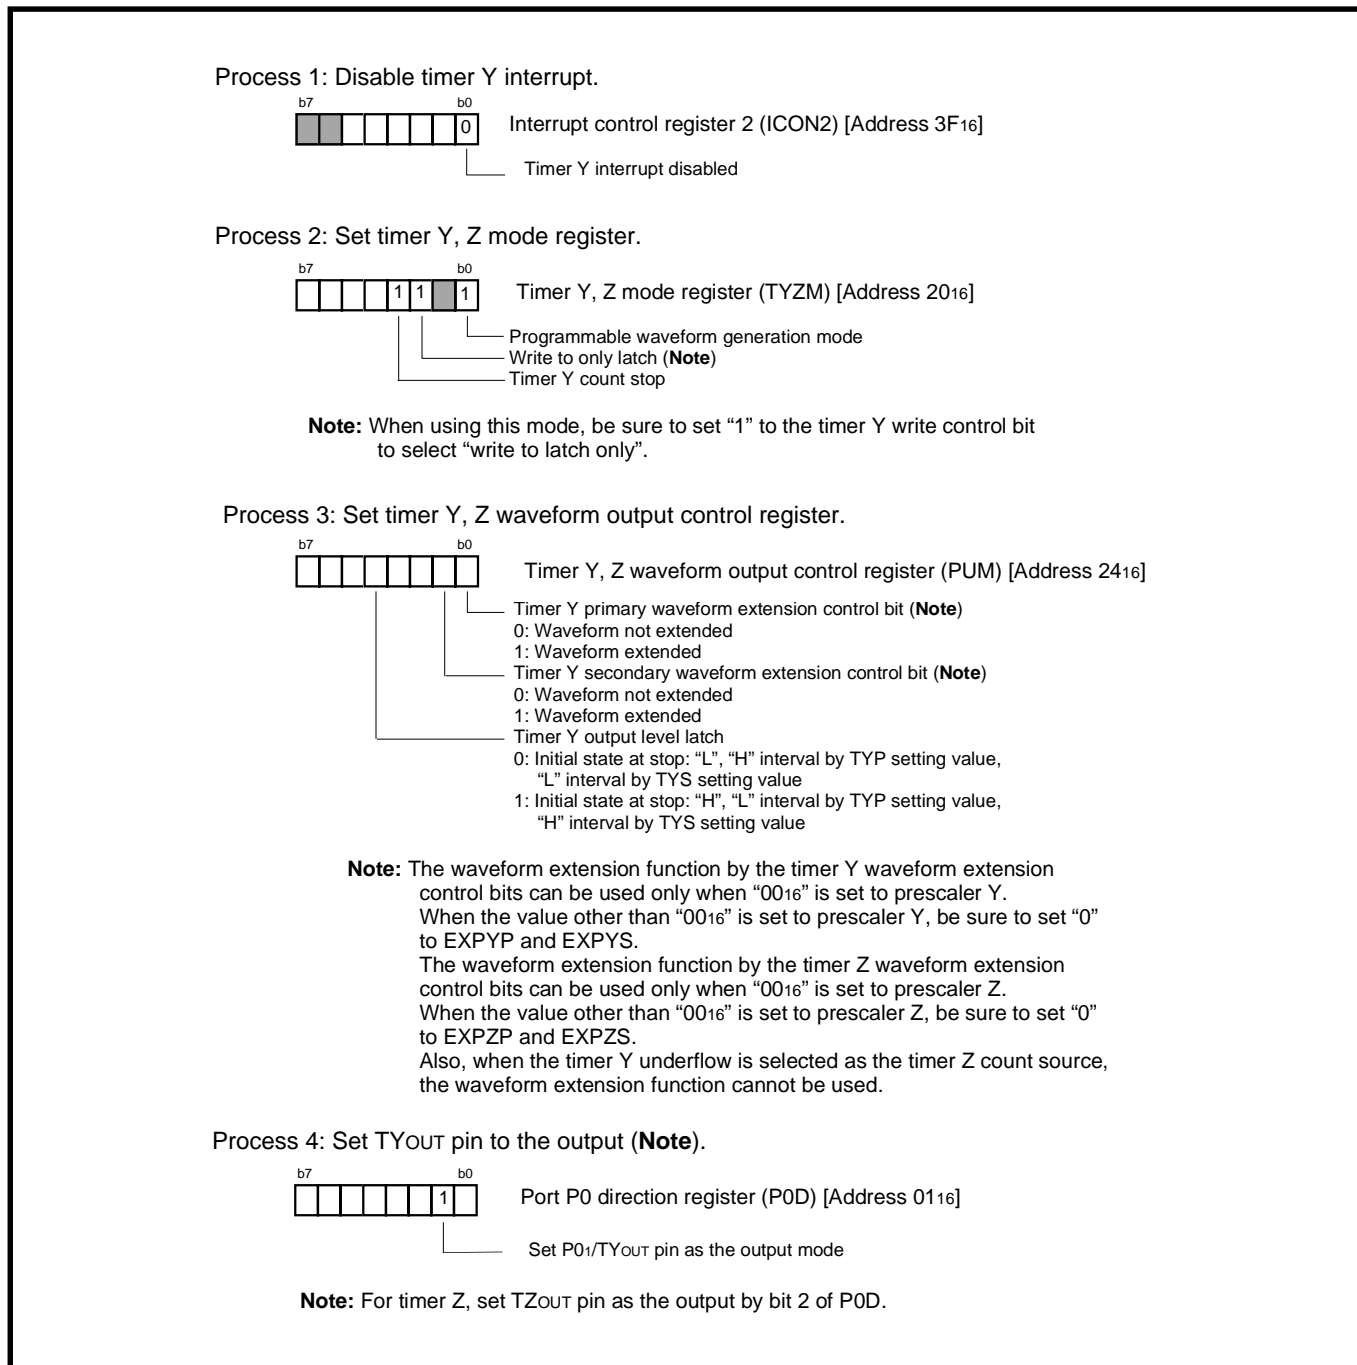 Process 1: Disable timer Y interrupt.
b7 b0
0 Interrupt control register 2 (ICON2) [Address 3F16]
Timer Y interrupt disabled
Process 2: Set timer Y, Z mode register.
b7 b0
1 1 1 Timer Y, Z mode register (TYZM) [Address 2016]
Programmable waveform generation mode
Write to only latch (Note)
Timer Y count stop
Note: When using this mode, be sure to set “1” to the timer Y write control bit
to select “write to latch only”.
Process 3: Set timer Y, Z waveform output control register.
b7 b0
Timer Y, Z waveform output control register (PUM) [Address 2416]
Timer Y primary waveform extension control bit (Note)
0: Waveform not extended
1: Waveform extended
Timer Y secondary waveform extension control bit (Note)
0: Waveform not extended
1: Waveform extended
Timer Y output level latch
0: Initial state at stop: “L”, “H” interval by TYP setting value,
“L” interval by TYS setting value
1: Initial state at stop: “H”, “L” interval by TYP setting value,
“H” interval by TYS setting value
Note: The waveform extension function by the timer Y waveform extension
control bits can be used only when “0016” is set to prescaler Y.
When the value other than “0016” is set to prescaler Y, be sure to set “0”
to EXPYP and EXPYS.
The waveform extension function by the timer Z waveform extension
control bits can be used only when “0016” is set to prescaler Z.
When the value other than “0016” is set to prescaler Z, be sure to set “0”
to EXPZP and EXPZS.
Also, when the timer Y underflow is selected as the timer Z count source,
the waveform extension function cannot be used.
Process 4: Set TYOUT pin to the output (Note).
b7 b0
1 Port P0 direction register (P0D) [Address 0116]
Set P01/TYOUT pin as the output mode
Note: For timer Z, set TZOUT pin as the output by bit 2 of P0D.